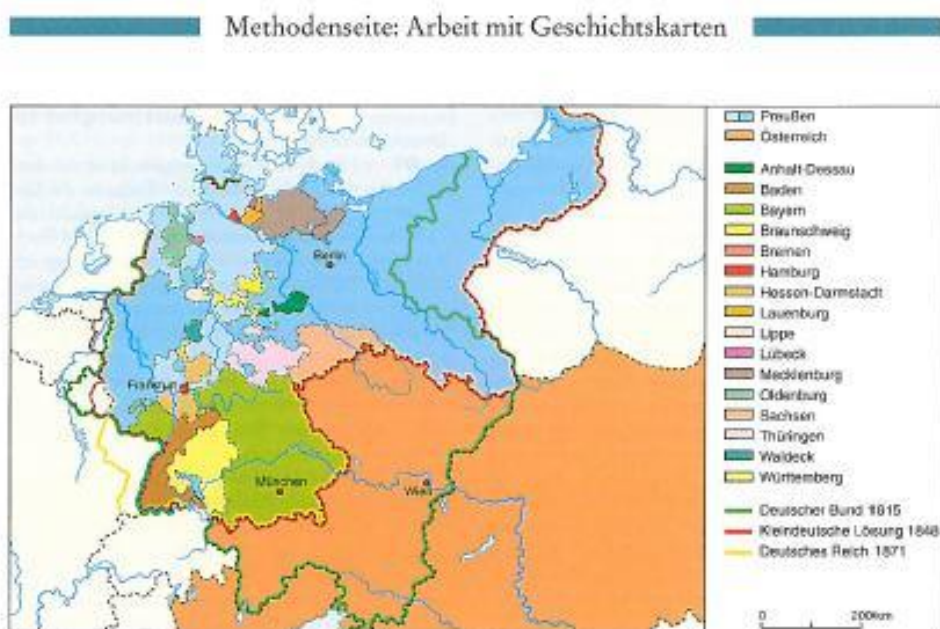 Methodenseite: Arbeit mit Geschichtskarten
Preußen
Österreich
Anhalt-Dessau
Baden
Bayern
Braunschweig
Bremen
Hamburg
Hessen-Darmstadt
Lauenburg
Lippe
Lübeck
Mecklenburg
Oldenburg
Sachsen
Thüringen
Waldeck
Württemberg
Deutscher Bund 1815
Kleindeutsche Lösung 1848
Deutsches Reich 1871
0 200km
Berlin
Frankfurt
München
Wien